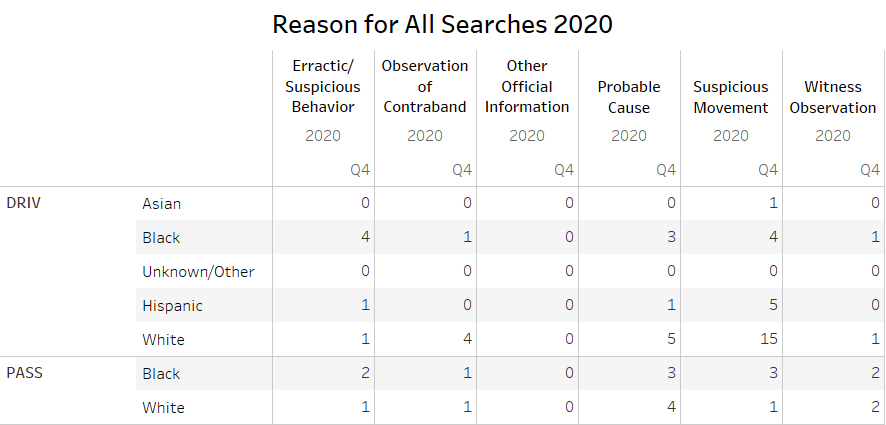 Reason for All Searches 2020
Erractic/ Observation Other
Suspicious of Official Probable Suspicious Witness
Behavior Contraband Information Cause Movement Observation
2020 2020 2020 2020 2020 2020
Q4 Q4 Q4 Q4 Q4 Q4
DRIV Asian 0 0 0 0 1 0
Black 4 1 0 3 4 1
Unknown/Other 0 0 0 0 0 0
Hispanic 1 0 0 1 5 0
White 1 4 0 5 15 1
PASS Black 2 1 0 3 3 2
White 1 1 0 4 1 2